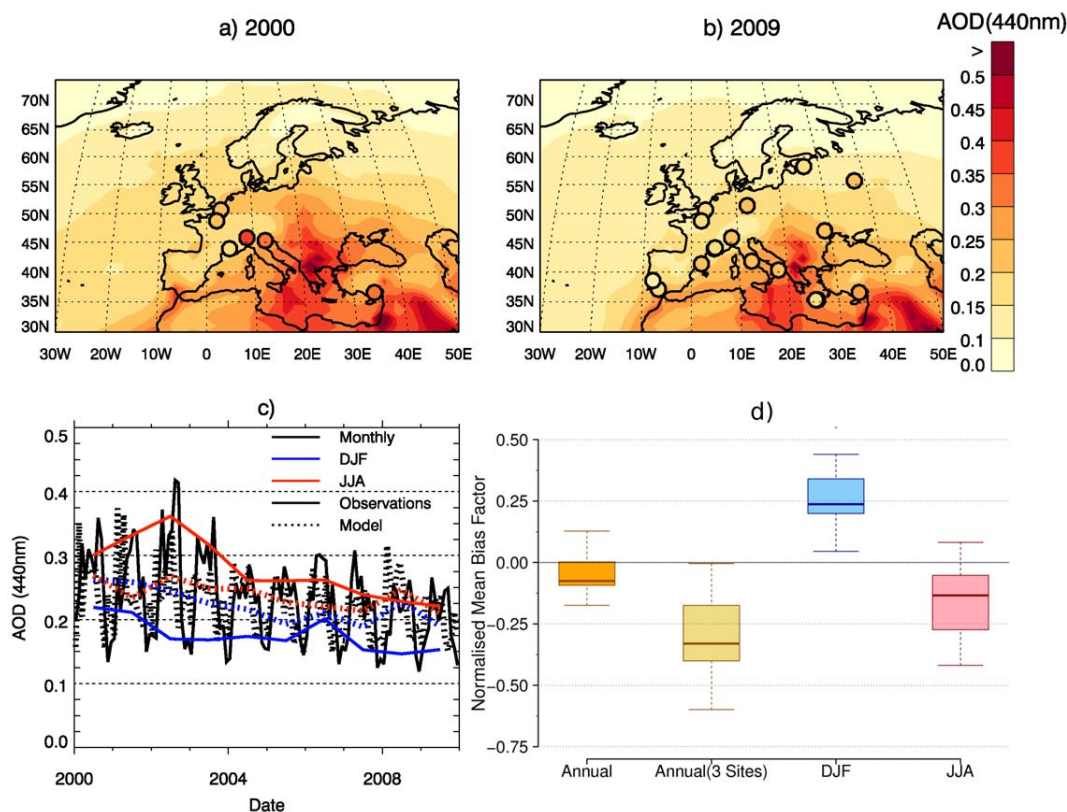 a) 2000
b) 2009
AOD(440nm)
>
0.5
0.45
0.4
0.35
0.3
0.25
0.2
0.15
0.1
0.0
70N
65N
60N
55N
50N
45N
40N
35N
30N
30W 20W 10W 0 10E 20E 30E 40E 50E
70N
65N
60N
55N
50N
45N
40N
35N
30N
30W 20W 10W 0 10E 20E 30E 40E 50E
c)
AOD (440nm)
0.5
0.4
0.3
0.2
0.1
0.0
Monthly
DJF
JJA
Observations
Model
2000 2004 2008
Date
d)
Normalised Mean Bias Factor
0.50
0.25
0.00
−0.25
−0.50
−0.75
Annual Annual(3 Sites) DJF JJA